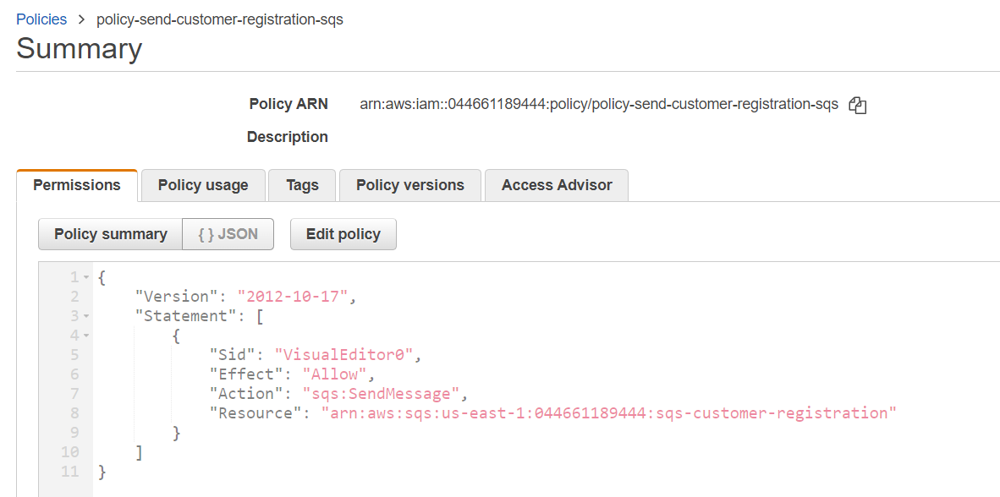 Policies > policy-send-customer-registration-sqs
Summary
Policy ARN arn:aws:iam::044661189444:policy/policy-send-customer-registration-sqs
Description
Permissions Policy usage Tags Policy versions Access Advisor
Policy summary { } JSON Edit policy
1 {
2 "Version": "2012-10-17",
3 "Statement": [
4 {
5 "Sid": "VisualEditor0",
6 "Effect": "Allow",
7 "Action": "sqs:SendMessage",
8 "Resource": "arn:aws:sqs:us-east-1:044661189444:sqs-customer-registration"
9 }
10 ]
11 }